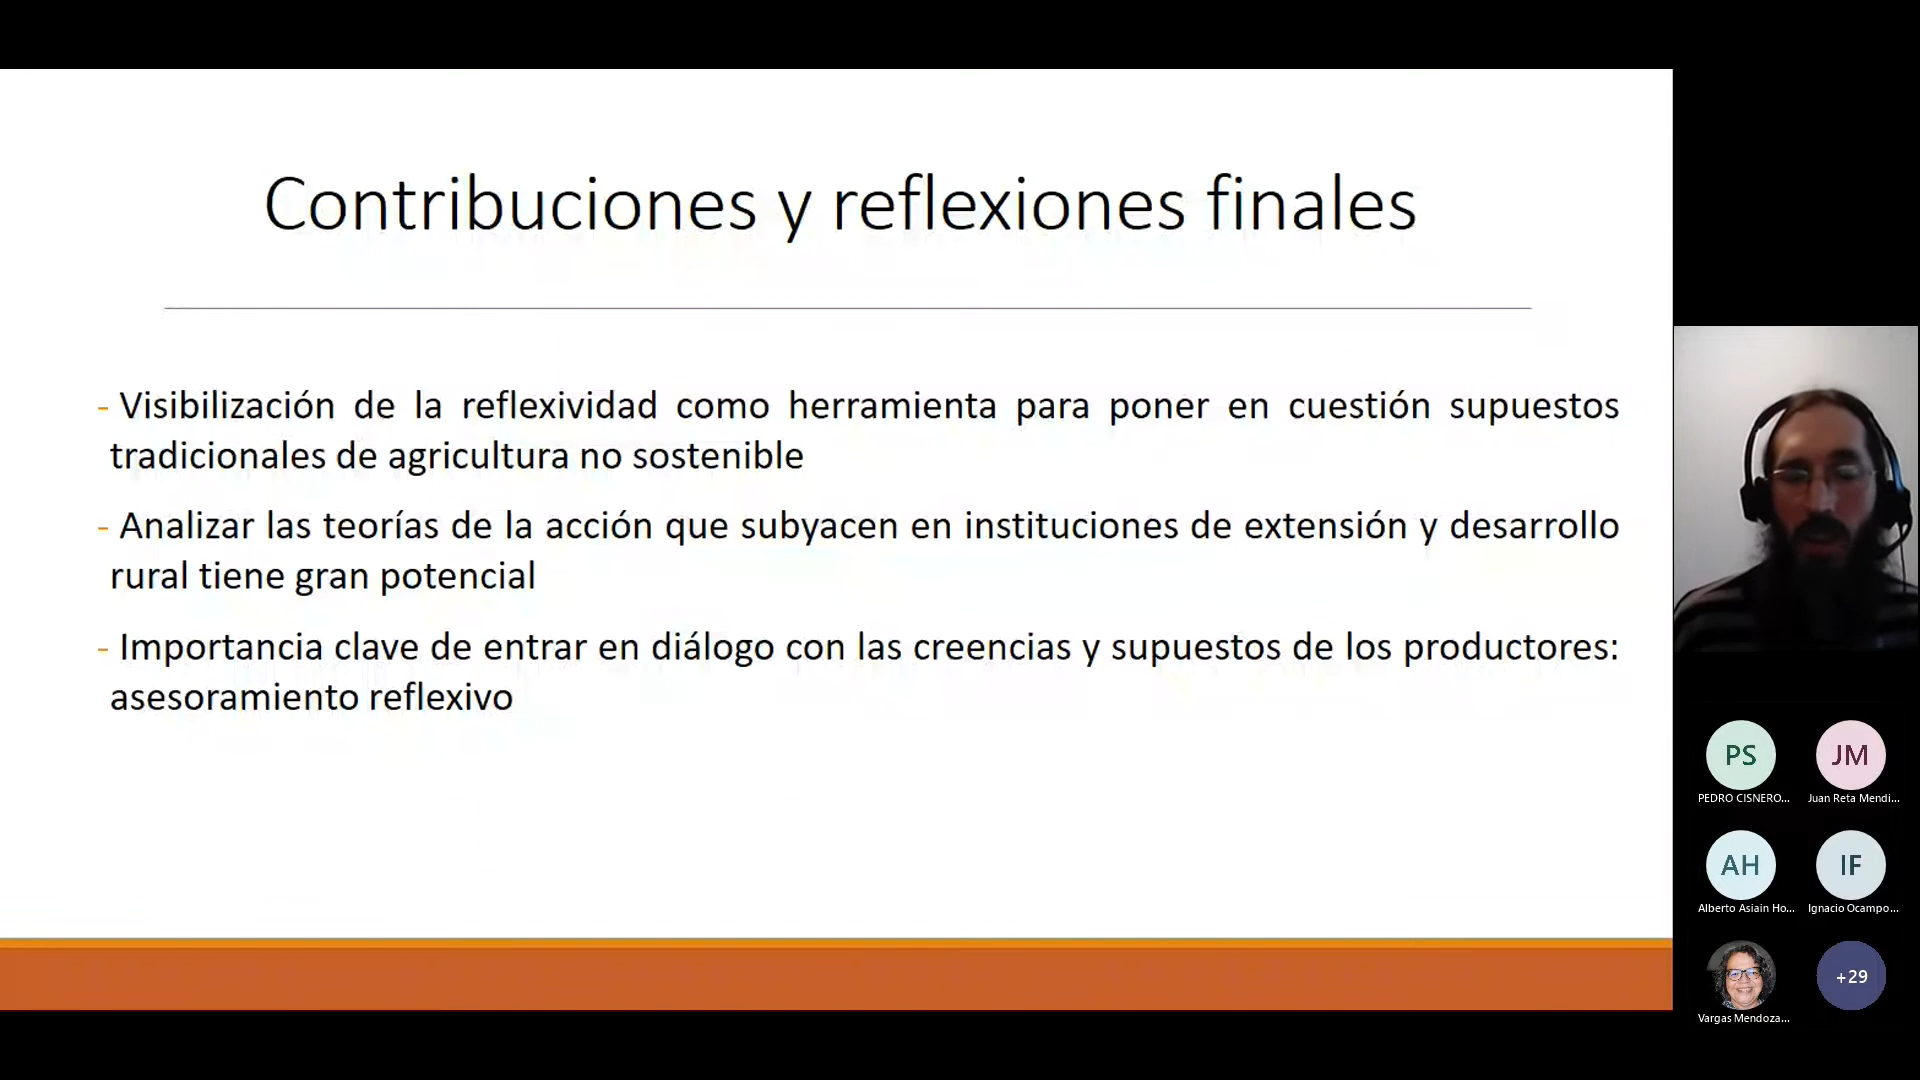 Contribuciones y reflexiones finales
- Visibilización de la reflexividad como herramienta para poner en cuestión supuestos
tradicionales de agricultura no sostenible
- Analizar las teorías de la acción que subyacen en instituciones de extensión y desarrollo
rural tiene gran potencial
- Importancia clave de entrar en diálogo con las creencias y supuestos de los productores:
asesoramiento reflexivo
PS
JM
PEDRO CISNERO...
Juan Reta Mendi...
AH
IF
Alberto Asiain Ho...
Ignacio Ocampo...
+29
Vargas Mendoza...